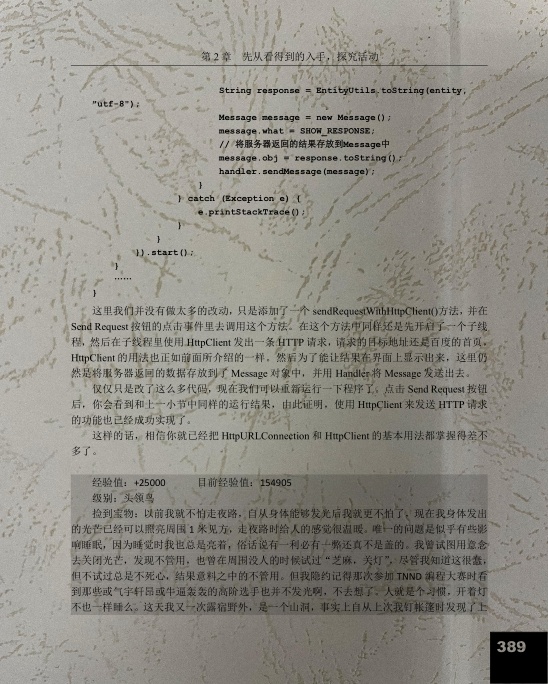 第 2 章 先从看得到的入手，探究活动
String response = EntityUtils.toString(entity,
"utf-8");
Message message = new Message();
message.what = SHOW_RESPONSE;
// 将服务器返回的结果存放到Message中
message.obj = response.toString();
handler.sendMessage(message);
}
} catch (Exception e) {
e.printStackTrace();
}
}
}).start();
}
……
}
这里我们并没有做太多的改动，只是添加了一个 sendRequestWithHttpClient()方法，并在
Send Request 按钮的点击事件里去调用这个方法。在这个方法中同样还是先开启了一个子线
程，然后在子线程里使用 HttpClient 发出一条 HTTP 请求，请求的目标地址还是百度的首页，
HttpClient 的用法也正如前面所介绍的一样。然后为了能让结果在界面上显示出来，这里仍
然是将服务器返回的数据存放到了 Message 对象中，并用 Handler 将 Message 发送出去。
仅仅只是改了这么多代码，现在我们可以重新运行一下程序了。点击 Send Request 按钮
后，你会看到和上一小节中同样的运行结果，由此证明，使用 HttpClient 来发送 HTTP 请求
的功能也已经成功实现了。
这样的话，相信你就已经把 HttpURLConnection 和 HttpClient 的基本用法都掌握得差不
多了。
经验值：+25000 目前经验值：154905
级别：头领鸟
捡到宝物：以前我就不怕走夜路，自从身体能够发光后我就更不怕了，现在我身体发出
的光芒已经可以照亮周围 1 米见方，走夜路时给人的感觉很温暖。唯一的问题是似乎有些影
响睡眠，因为睡觉时我也总是亮着，俗话说有一利必有一弊还真不是盖的。我曾试图用意念
去关闭光芒，发现不管用，也曾在周围没人的时候试过“芝麻，关灯”，尽管我知道这很蠢，
但不试过总是不死心，结果意料之中的不管用。但我隐约记得那次参加 TNND 编程大赛时看
到那些或气宇轩昂或牛逼轰轰的高阶选手也并不发光啊，不去想了，人就是个习惯，开着灯
不也一样睡么。这天我又一次露宿野外，是一个山洞，事实上自从上次我钉帐篷时发现了上
389